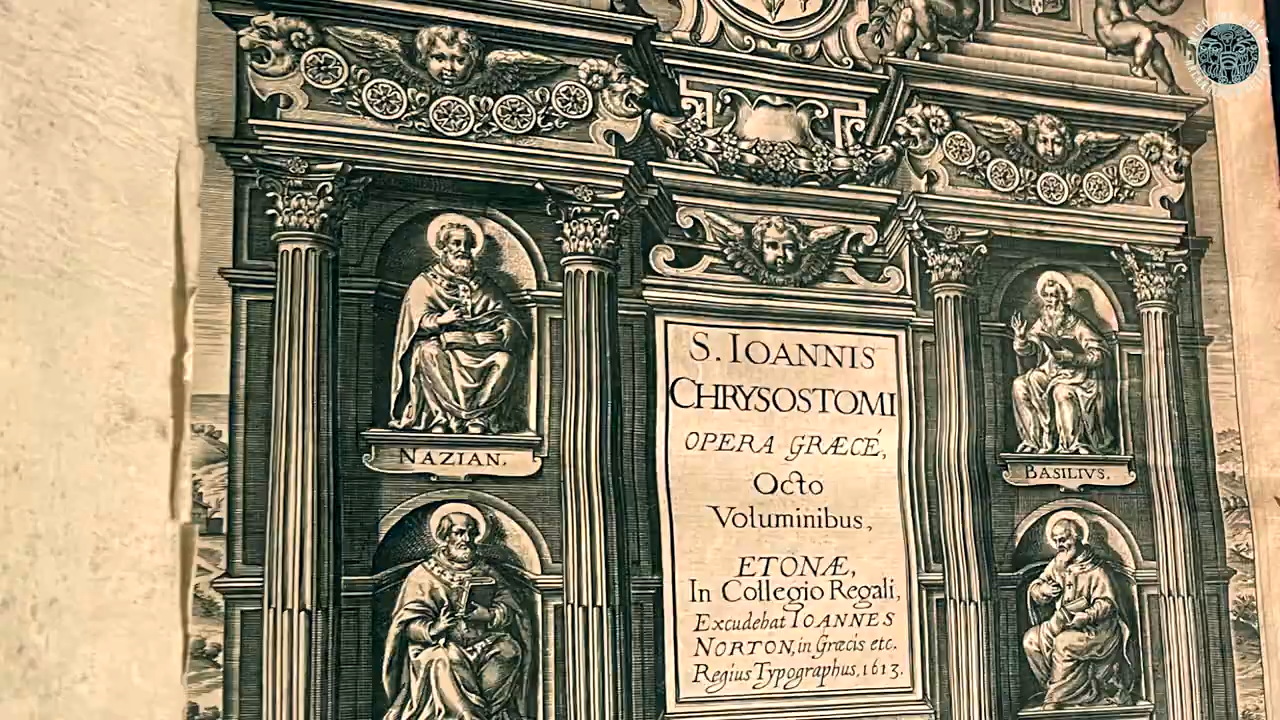 S. IOANNIS
CHRYSOSTOMI
OPERA GRÆCÉ,
Octo
Voluminibus,
ETONÆ,
In Collegio Regali,
Excudebat IOANNES
NORTON, in Græcis etc.
Regius Typographus, 1613.
NAZIAN.
BASILIVS.